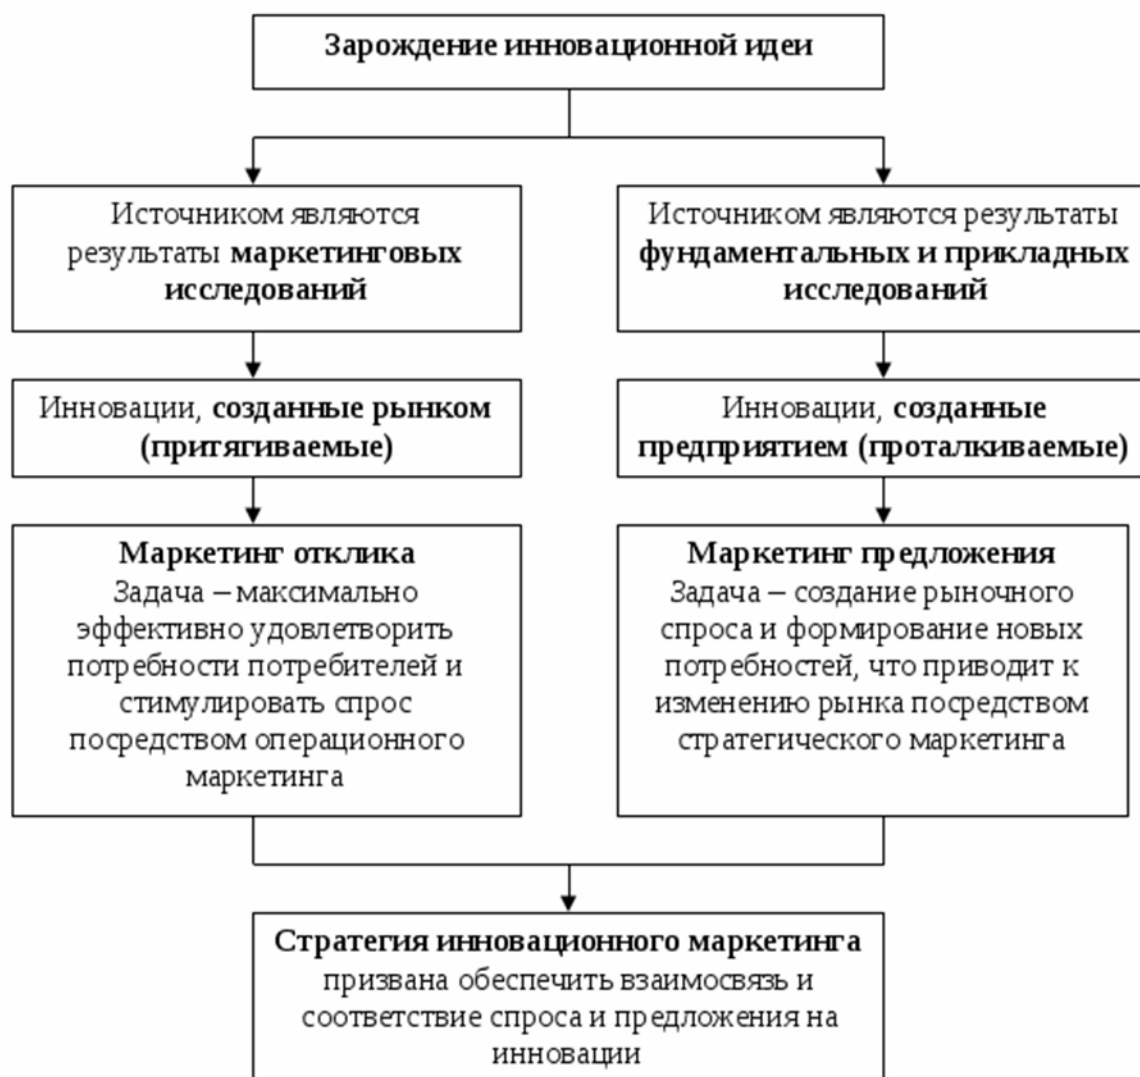 Зарождение инновационной идеи
Источником являются
результаты маркетинговых
исследований
Источником являются результаты
фундаментальных и прикладных
исследований
Инновации, созданные рынком
(притягиваемые)
Инновации, созданные
предприятием (проталкиваемые)
Маркетинг отклика
Задача – максимально
эффективно удовлетворить
потребности потребителей и
стимулировать спрос
посредством операционного
маркетинга
Маркетинг предложения
Задача – создание рыночного
спроса и формирование новых
потребностей, что приводит к
изменению рынка посредством
стратегического маркетинга
Стратегия инновационного маркетинга
призвана обеспечить взаимосвязь и
соответствие спроса и предложения на
инновации